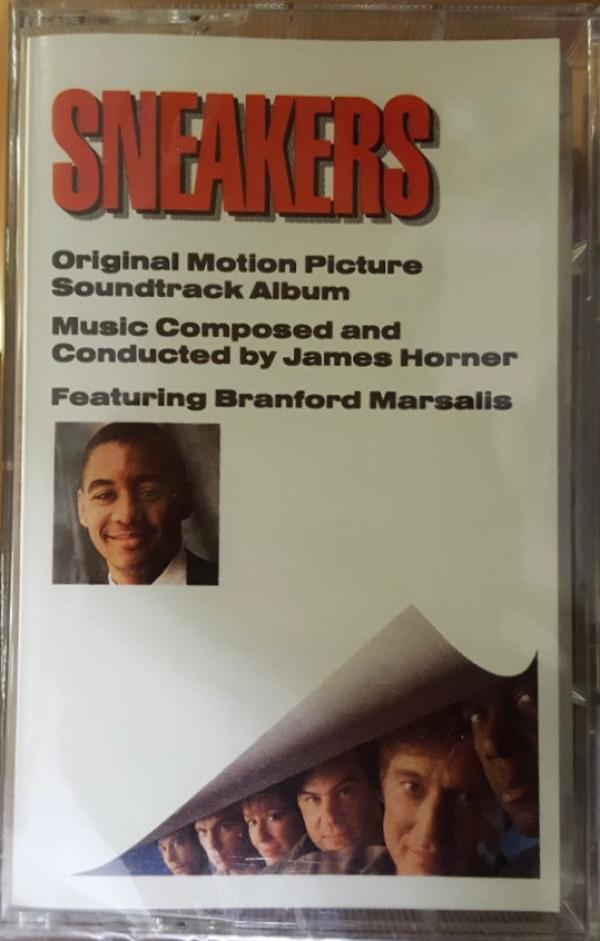 SNEAKERS
Original Motion Picture
Soundtrack Album
Music Composed and
Conducted by James Horner
Featuring Branford Marsalis